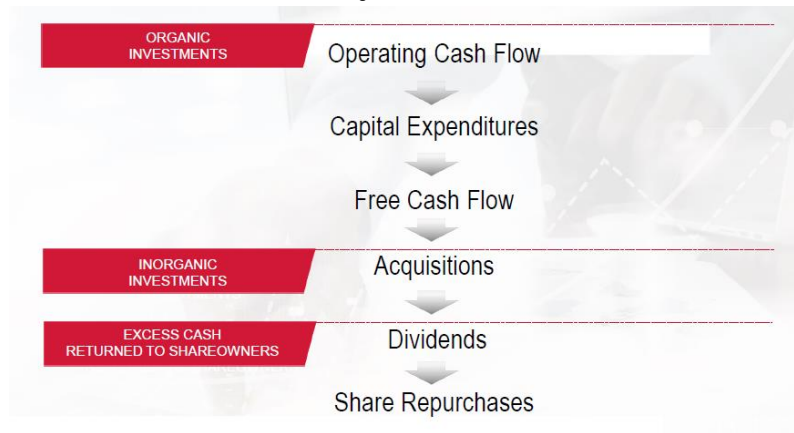 ORGANIC
INVESTMENTS
Operating Cash Flow
Capital Expenditures
Free Cash Flow
INORGANIC
INVESTMENTS
Acquisitions
EXCESS CASH
RETURNED TO SHAREOWNERS
Dividends
Share Repurchases